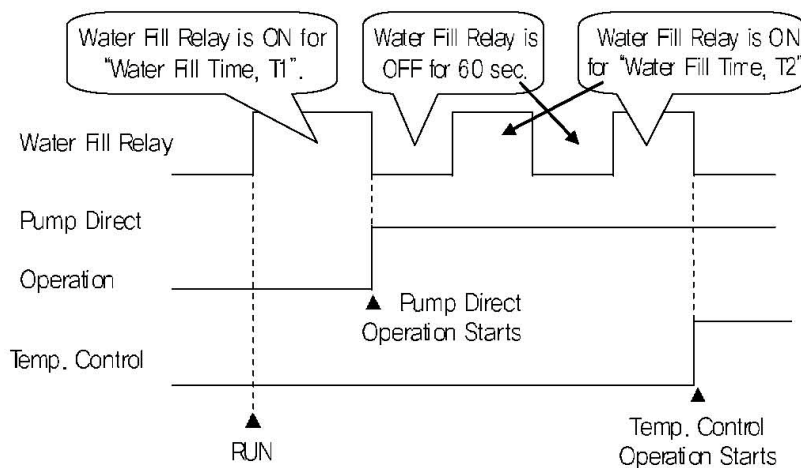 Water Fill Relay is ON for
“Water Fill Time, T1”.
Water Fill Relay is
OFF for 60 sec.
Water Fill Relay is ON
for “Water Fill Time, T2”
Water Fill Relay
Pump Direct
Operation
▲ Pump Direct
Operation Starts
Temp. Control
▲
RUN
▲
Temp. Control
Operation Starts